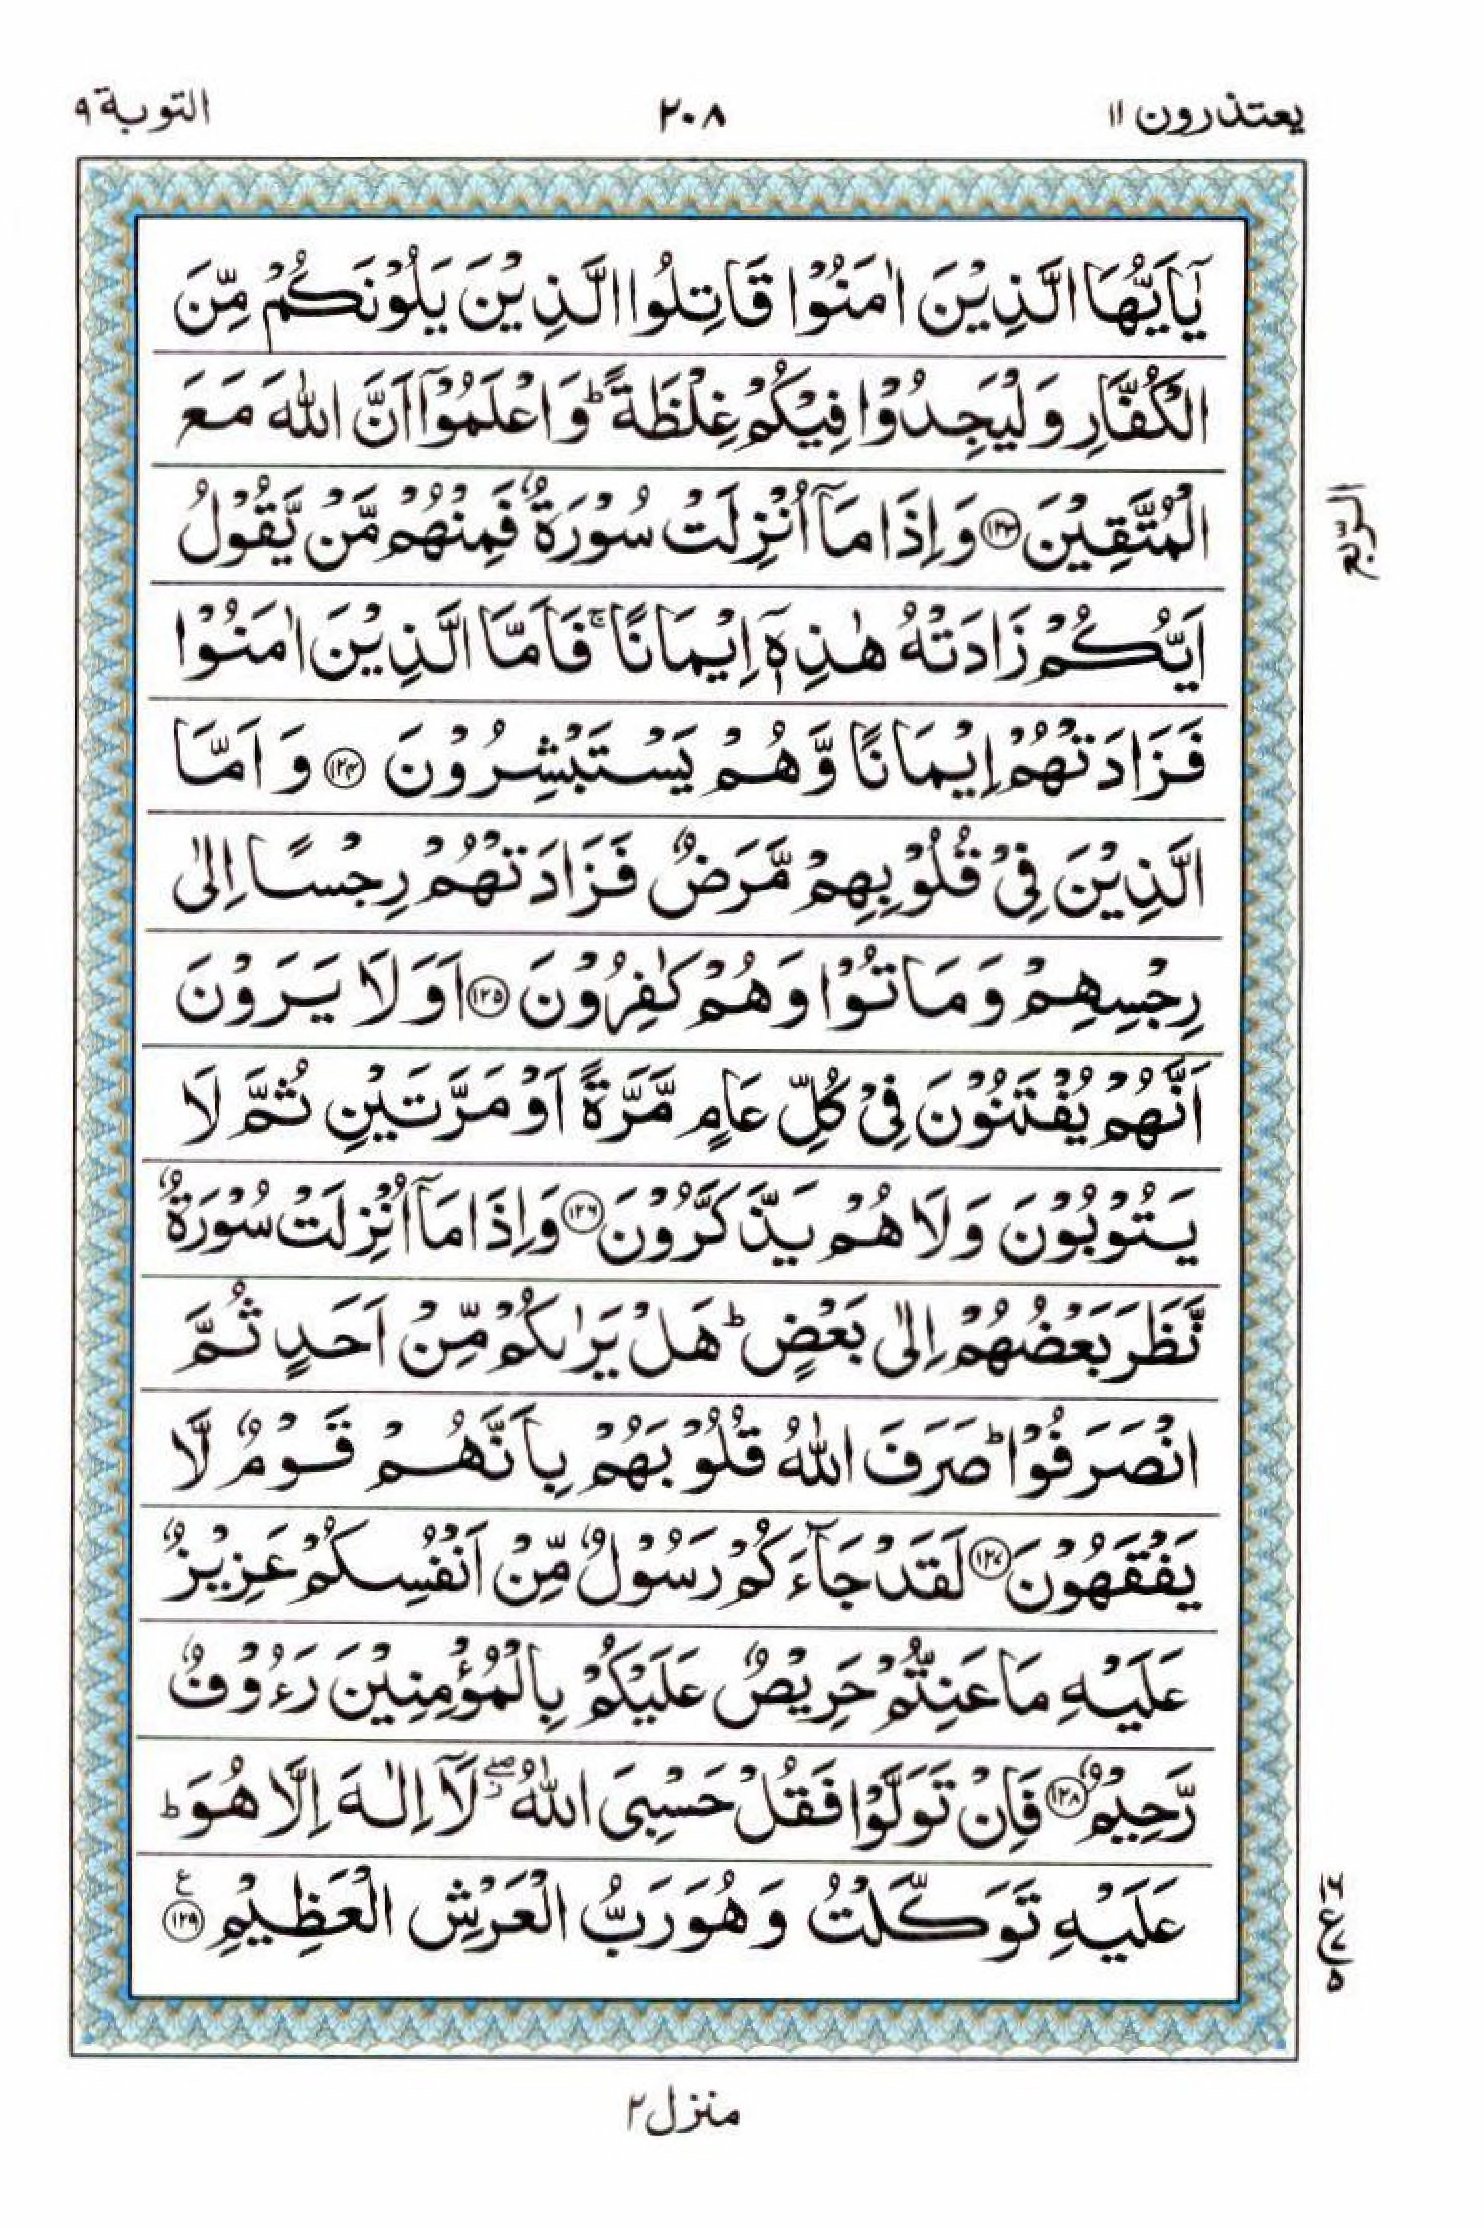 يعتذرون ١١
٢٠٨
التوبة ٩
يٰۤاَيُّهَا الَّذِيْنَ اٰمَنُوْا قَاتِلُوا الَّذِيْنَ يَلُوْنَكُمْ مِّنَ
الْكُفَّارِ وَلْيَجِدُوْا فِيْكُمْ غِلْظَةً ؕ وَاعْلَمُوْۤا اَنَّ اللّٰهَ مَعَ
الْمُتَّقِيْنَ ﴿١٢٣﴾ وَاِذَا مَاۤ اُنْزِلَتْ سُوْرَةٌ فَمِنْهُمْ مَّنْ يَّقُوْلُ
الربع
اَيُّكُمْ زَادَتْهُ هٰذِهٖۤ اِيْمَانًا ۚ فَاَمَّا الَّذِيْنَ اٰمَنُوْا
فَزَادَتْهُمْ اِيْمَانًا وَّهُمْ يَسْتَبْشِرُوْنَ ﴿١٢٤﴾ وَاَمَّا
الَّذِيْنَ فِيْ قُلُوْبِهِمْ مَّرَضٌ فَزَادَتْهُمْ رِجْسًا اِلٰى
رِجْسِهِمْ وَمَاتُوْا وَهُمْ كٰفِرُوْنَ ﴿١٢٥﴾ اَوَلَا يَرَوْنَ
اَنَّهُمْ يُفْتَنُوْنَ فِيْ كُلِّ عَامٍ مَّرَّةً اَوْ مَرَّتَيْنِ ثُمَّ لَا
يَتُوْبُوْنَ وَلَا هُمْ يَذَّكَّرُوْنَ ﴿١٢٦﴾ وَاِذَا مَاۤ اُنْزِلَتْ سُوْرَةٌ
نَّظَرَ بَعْضُهُمْ اِلٰى بَعْضٍ ؕ هَلْ يَرٰىكُمْ مِّنْ اَحَدٍ ثُمَّ
انْصَرَفُوْا ؕ صَرَفَ اللّٰهُ قُلُوْبَهُمْ بِاَنَّهُمْ قَوْمٌ لَّا
يَفْقَهُوْنَ ﴿١٢٧﴾ لَقَدْ جَآءَكُمْ رَسُوْلٌ مِّنْ اَنْفُسِكُمْ عَزِيْزٌ
عَلَيْهِ مَا عَنِتُّمْ حَرِيْصٌ عَلَيْكُمْ بِالْمُؤْمِنِيْنَ رَءُوْفٌ
رَّحِيْمٌ ﴿١٢٨﴾ فَاِنْ تَوَلَّوْا فَقُلْ حَسْبِيَ اللّٰهُ ۖ لَاۤ اِلٰهَ اِلَّا هُوَ ؕ
عَلَيْهِ تَوَكَّلْتُ وَهُوَ رَبُّ الْعَرْشِ الْعَظِيْمِ ﴿١٢٩﴾ ع
منزل ٢